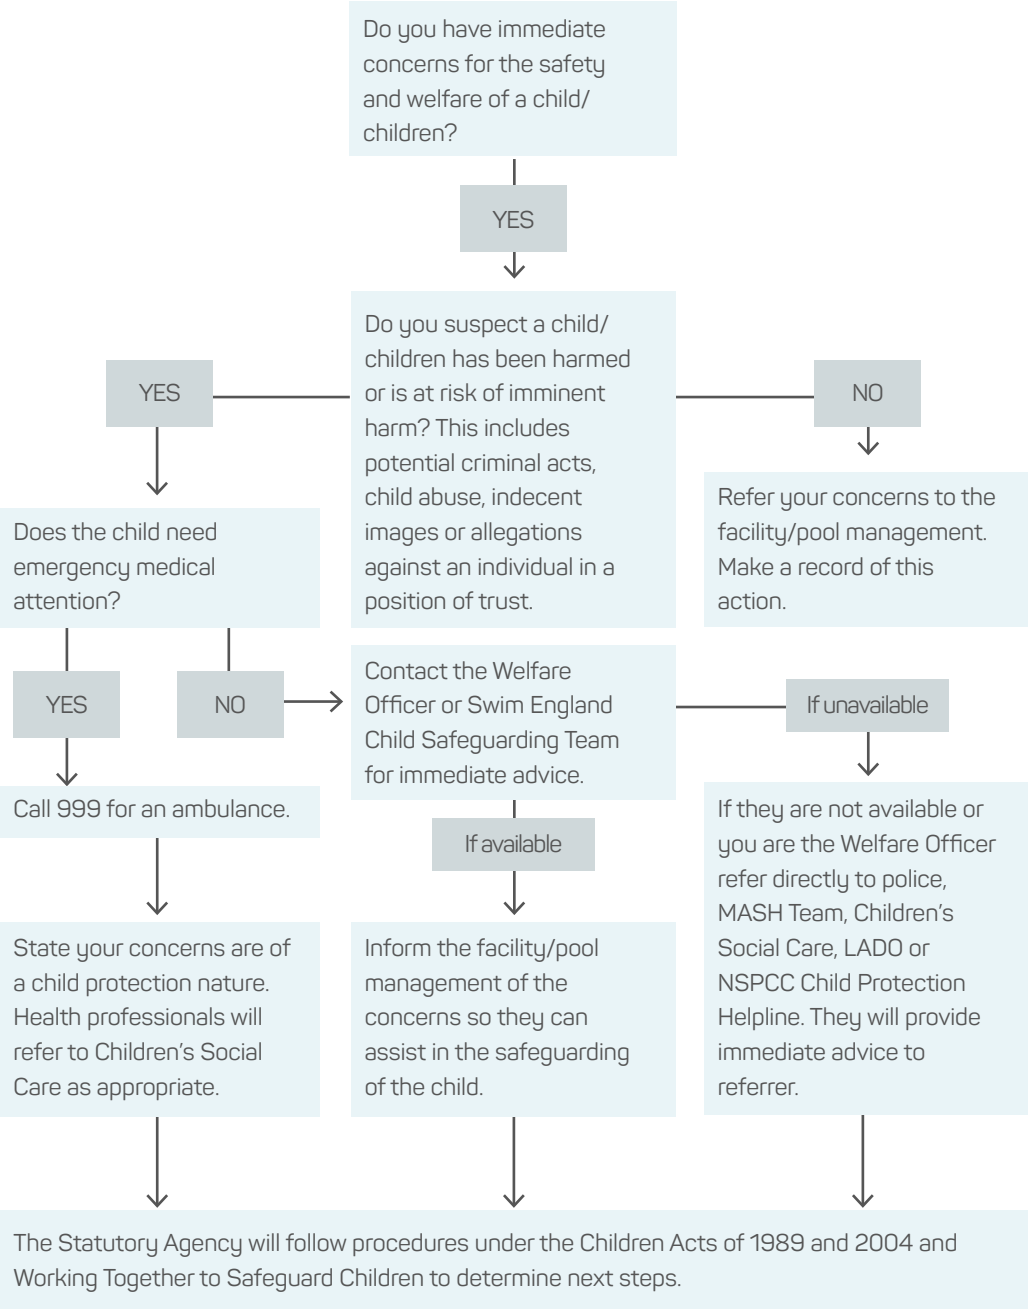 Do you have immediate
concerns for the safety
and welfare of a child/
children?
YES
Do you suspect a child/
children has been harmed
or is at risk of imminent
harm? This includes
potential criminal acts,
child abuse, indecent
images or allegations
against an individual in a
position of trust.
YES
NO
Does the child need
emergency medical
attention?
Refer your concerns to the
facility/pool management.
Make a record of this
action.
YES
NO
Contact the Welfare
Officer or Swim England
Child Safeguarding Team
for immediate advice.
If unavailable
Call 999 for an ambulance.
If available
If they are not available or
you are the Welfare Officer
refer directly to police,
MASH Team, Children’s
Social Care, LADO or
NSPCC Child Protection
Helpline. They will provide
immediate advice to
referrer.
State your concerns are of
a child protection nature.
Health professionals will
refer to Children’s Social
Care as appropriate.
Inform the facility/pool
management of the
concerns so they can
assist in the safeguarding
of the child.
The Statutory Agency will follow procedures under the Children Acts of 1989 and 2004 and
Working Together to Safeguard Children to determine next steps.